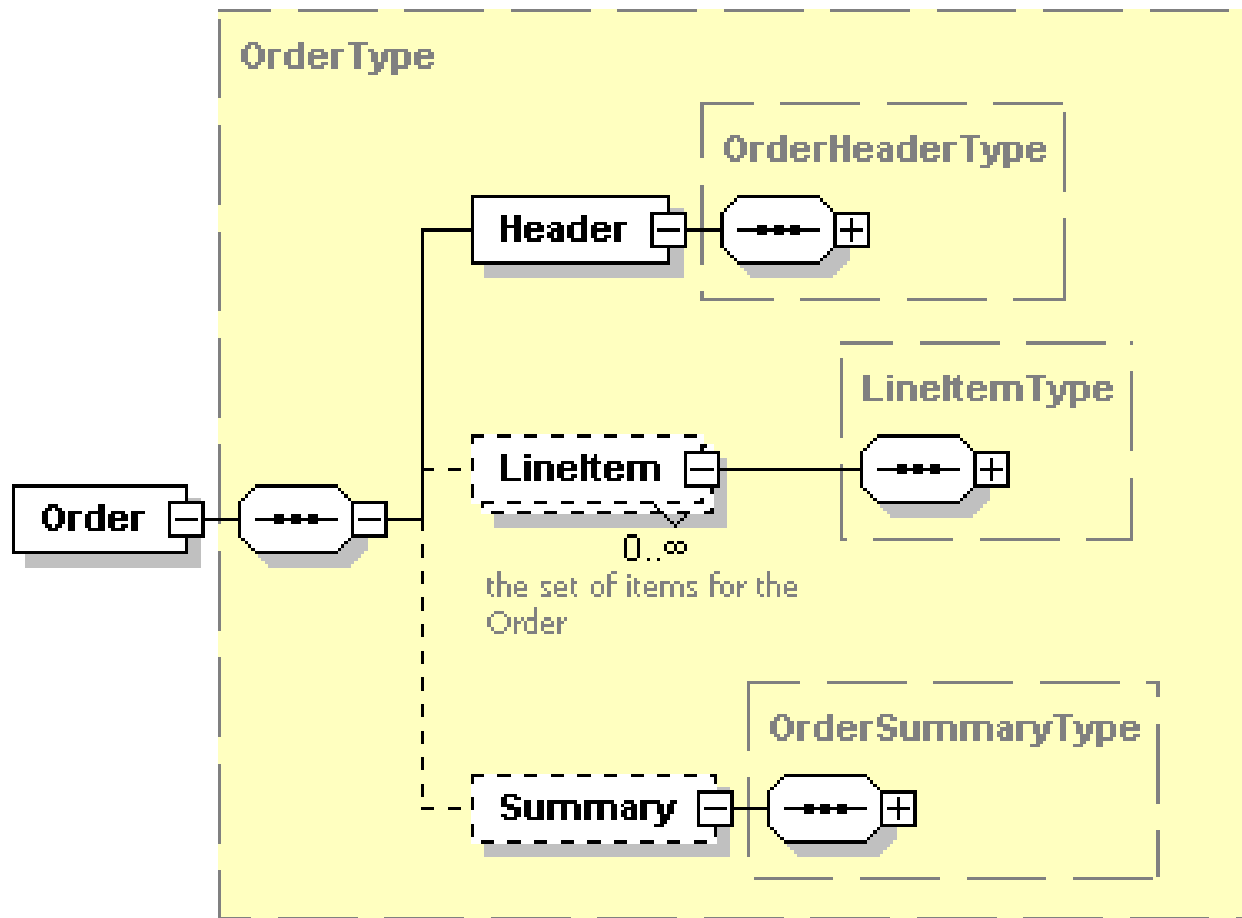 OrderType
OrderHeaderType
Header
LineItemType
LineItem
Order
0..∞
the set of items for the
Order
OrderSummaryType
Summary